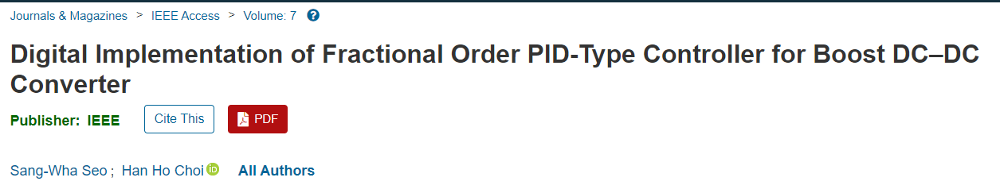 Journals & Magazines > IEEE Access > Volume: 7 ?
Digital Implementation of Fractional Order PID-Type Controller for Boost DC–DC
Converter
Publisher: IEEE Cite This PDF
Sang-Wha Seo ; Han Ho Choi iD All Authors